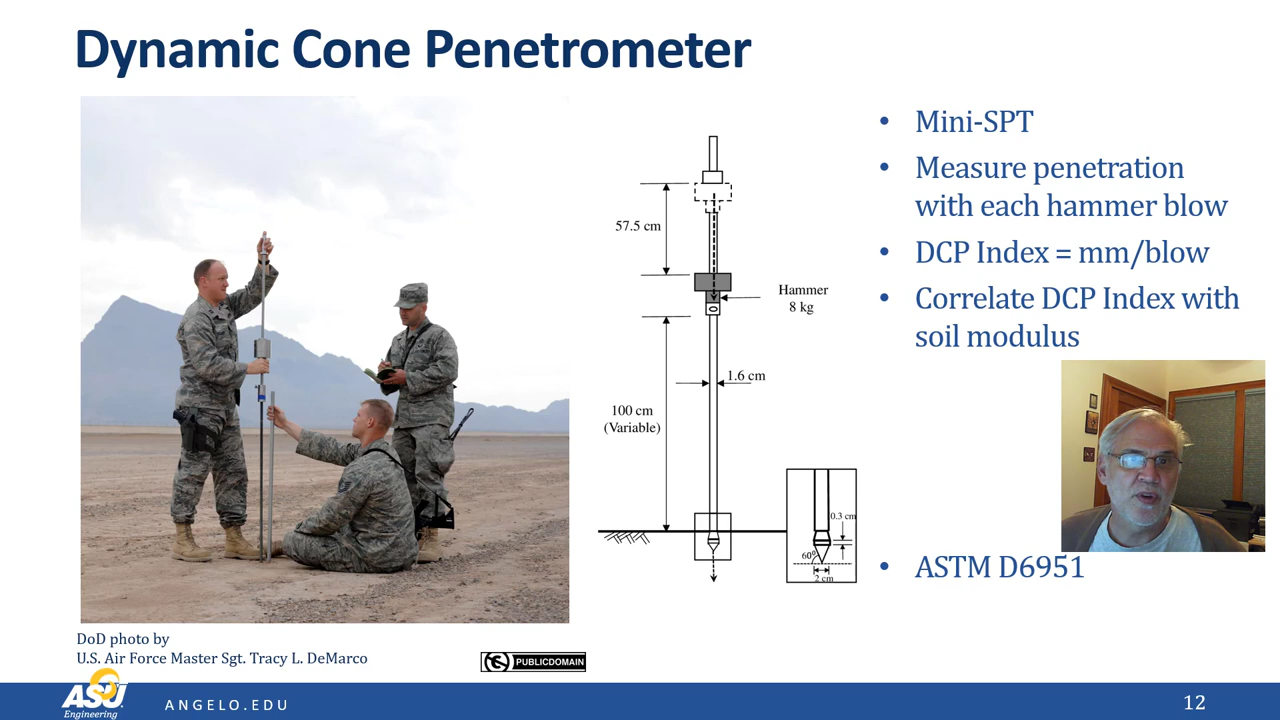 Dynamic Cone Penetrometer
57.5 cm
Hammer
8 kg
1.6 cm
100 cm
(Variable)
0.3 cm
60⁰
2 cm
• Mini-SPT
• Measure penetration
with each hammer blow
• DCP Index = mm/blow
• Correlate DCP Index with
soil modulus
• ASTM D6951
DoD photo by
U.S. Air Force Master Sgt. Tracy L. DeMarco
PUBLICDOMAIN
ASU
Engineering
ANGELO.EDU
12